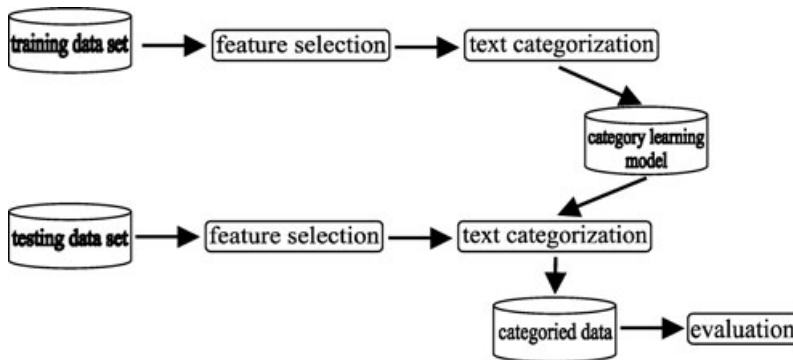 training data set
feature selection
text categorization
category learning
model
testing data set
feature selection
text categorization
categoried data
evaluation